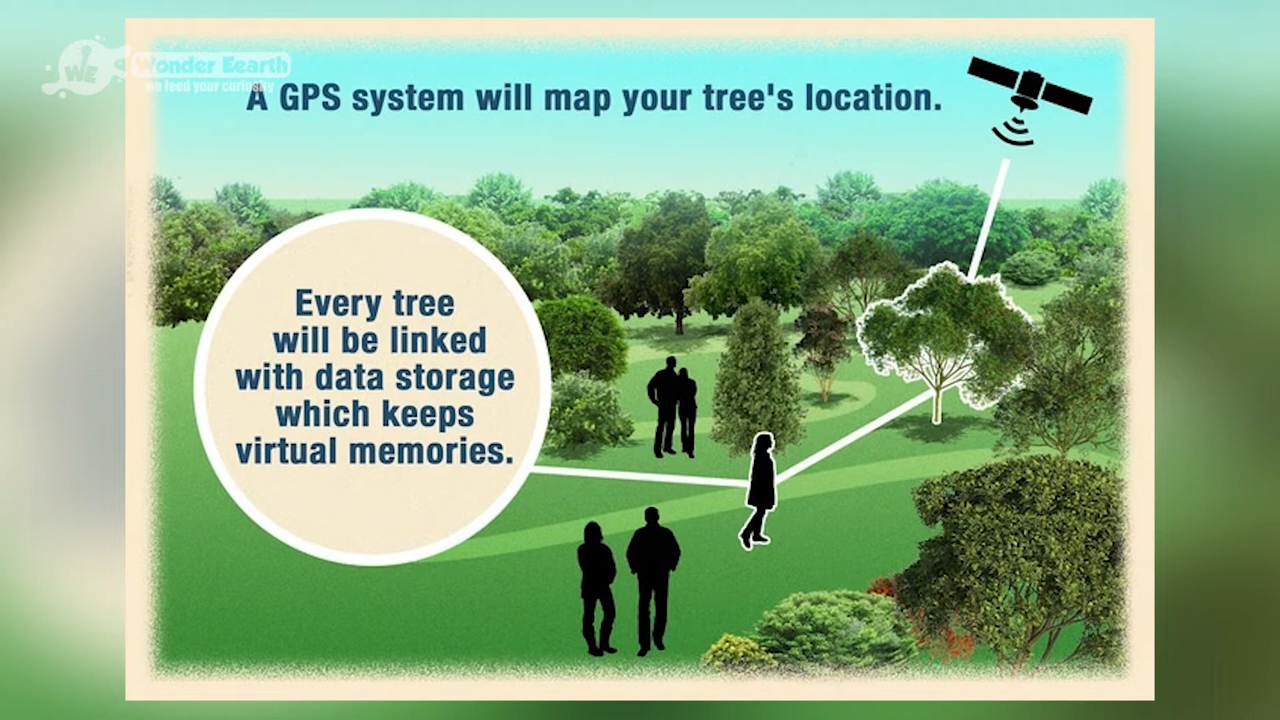 WE
Wonder Eearth
we feed your curiosity
A GPS system will map your tree's location.
Every tree
will be linked
with data storage
which keeps
virtual memories.